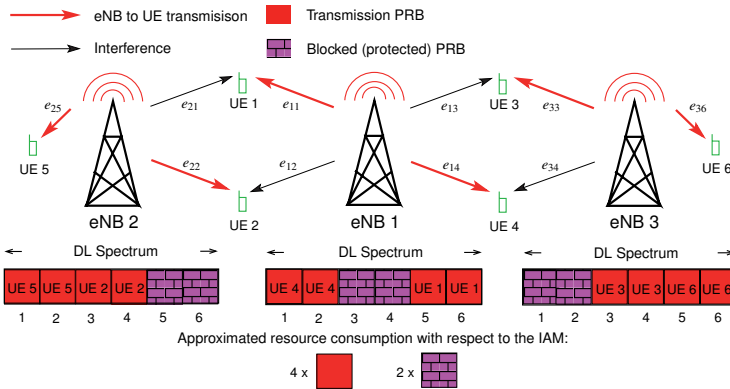 eNB to UE transmisison
Transmission PRB
Interference
Blocked (protected) PRB
e25
e21
UE 1
e11
e13
UE 3
e33
e36
UE 5
e22
e12
e14
e34
UE 6
eNB 2
UE 2
eNB 1
UE 4
eNB 3
DL Spectrum
DL Spectrum
DL Spectrum
UE 5 UE 5 UE 2 UE 2
UE 4 UE 4 UE 1 UE 1
UE 3 UE 3 UE 6 UE 6
1 2 3 4 5 6
1 2 3 4 5 6
1 2 3 4 5 6
Approximated resource consumption with respect to the IAM:
4 x
2 x